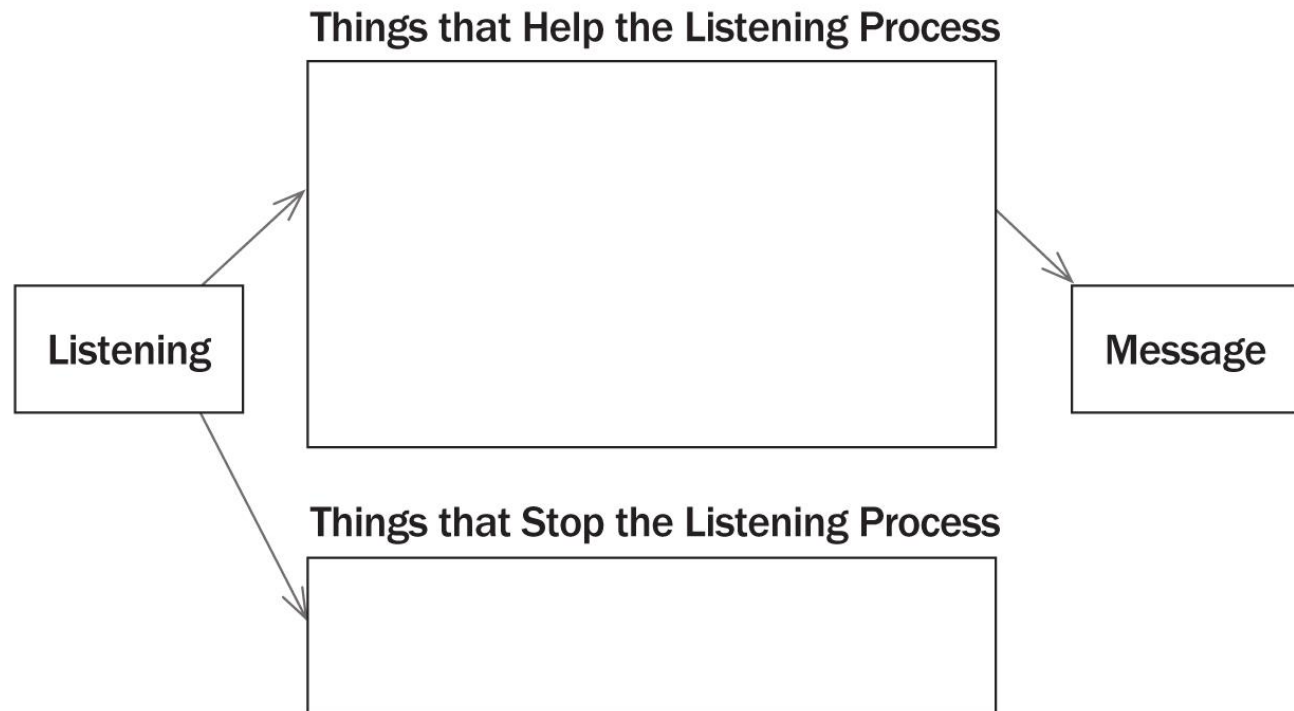 Things that Help the Listening Process
Listening
Message
Things that Stop the Listening Process